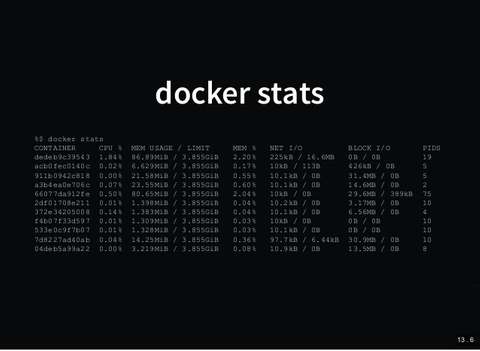 docker stats
%$ docker stats
CONTAINER CPU % MEM USAGE / LIMIT MEM % NET I/O BLOCK I/O PIDS
dedeb9c39543 1.84% 86.89MiB / 3.855GiB 2.20% 225kB / 16.6MB 0B / 0B 19
acb0fec0140c 0.02% 6.629MiB / 3.855GiB 0.17% 10kB / 113B 426kB / 0B 5
911b0942c818 0.00% 21.58MiB / 3.855GiB 0.55% 10.1kB / 0B 31.4MB / 0B 5
a3b4ea0e706c 0.07% 23.55MiB / 3.855GiB 0.60% 10.1kB / 0B 14.6MB / 0B 2
66077da912fe 0.50% 80.65MiB / 3.855GiB 2.04% 10kB / 0B 29.6MB / 399kB 75
2df01708e211 0.01% 1.398MiB / 3.855GiB 0.04% 10.2kB / 0B 3.17MB / 0B 10
372e34205008 0.14% 1.383MiB / 3.855GiB 0.04% 10.1kB / 0B 6.56MB / 0B 4
f4b07f33d597 0.01% 1.309MiB / 3.855GiB 0.03% 10kB / 0B 0B / 0B 10
533e0c9f7b07 0.01% 1.328MiB / 3.855GiB 0.03% 10.1kB / 0B 0B / 0B 10
7d8227ad40ab 0.04% 14.25MiB / 3.855GiB 0.36% 97.7kB / 6.44kB 30.9MB / 0B 10
04deb5a99a22 0.00% 3.219MiB / 3.855GiB 0.08% 10.9kB / 0B 13.5MB / 0B 8
13.6